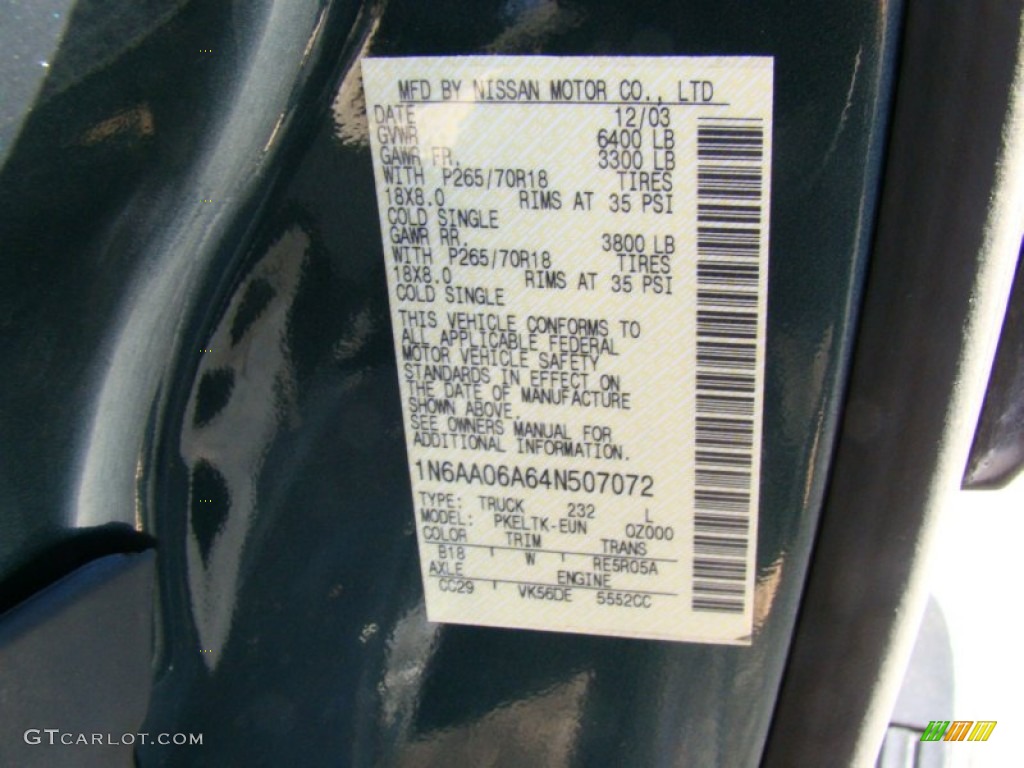 MFD BY NISSAN MOTOR CO., LTD
DATE 12/03
GVWR 6400 LB
GAWR FR. 3300 LB
WITH P265/70R18 TIRES
18X8.0 RIMS AT 35 PSI
COLD SINGLE
GAWR RR. 3800 LB
WITH P265/70R18 TIRES
18X8.0 RIMS AT 35 PSI
COLD SINGLE
THIS VEHICLE CONFORMS TO
ALL APPLICABLE FEDERAL
MOTOR VEHICLE SAFETY
STANDARDS IN EFFECT ON
THE DATE OF MANUFACTURE
SHOWN ABOVE.
SEE OWNERS MANUAL FOR
ADDITIONAL INFORMATION.
1N6AA06A64N507072
TYPE: TRUCK 232 L
MODEL: PKELTK-EUN 0Z000
COLOR TRIM TRANS
B18 W RE5R05A
AXLE ENGINE
CC29 VK56DE 5552CC
GTCARLOT.COM